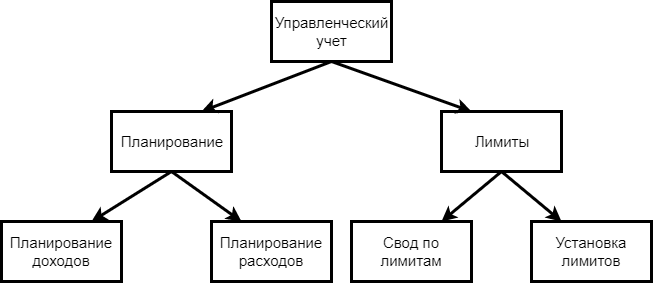 Управленческий
учет
Планирование
Лимиты
Планирование
доходов
Планирование
расходов
Свод по
лимитам
Установка
лимитов